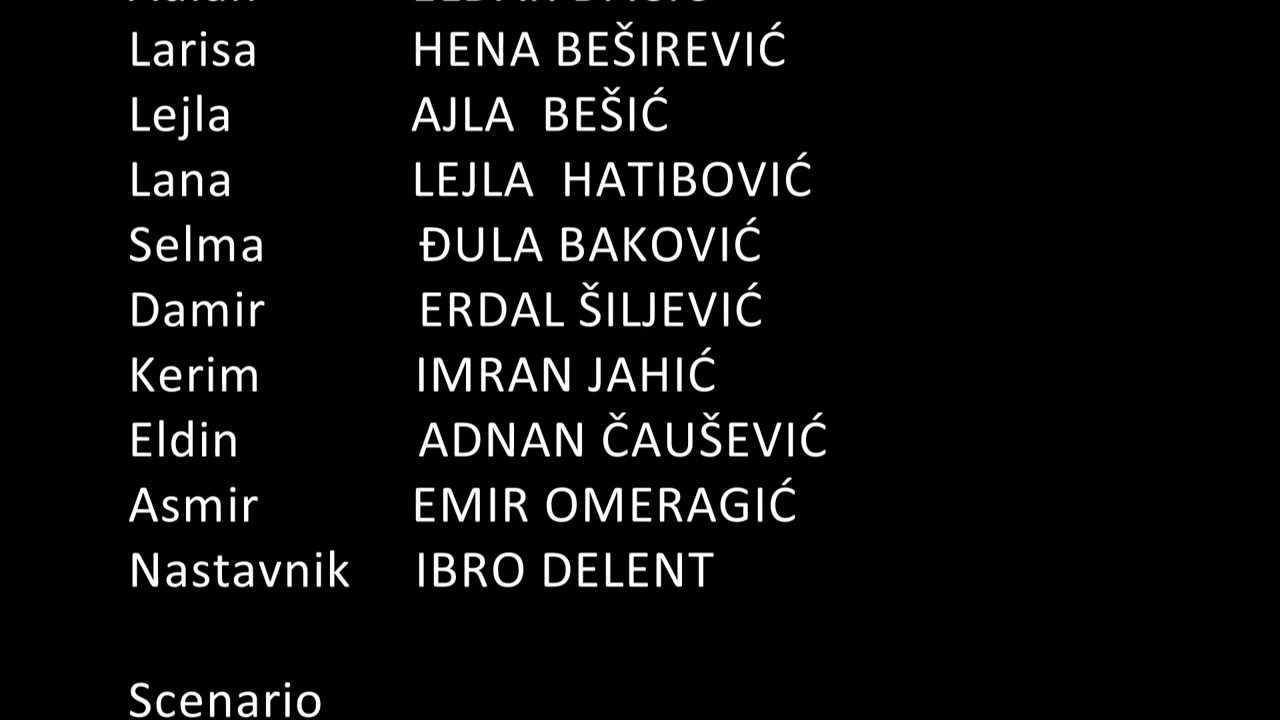 Larisa HENA BEŠIREVIĆ
Lejla AJLA BEŠIĆ
Lana LEJLA HATIBOVIĆ
Selma ĐULA BAKOVIĆ
Damir ERDAL ŠILJEVIĆ
Kerim IMRAN JAHIĆ
Eldin ADNAN ČAUŠEVIĆ
Asmir EMIR OMERAGIĆ
Nastavnik IBRO DELENT
Scenario